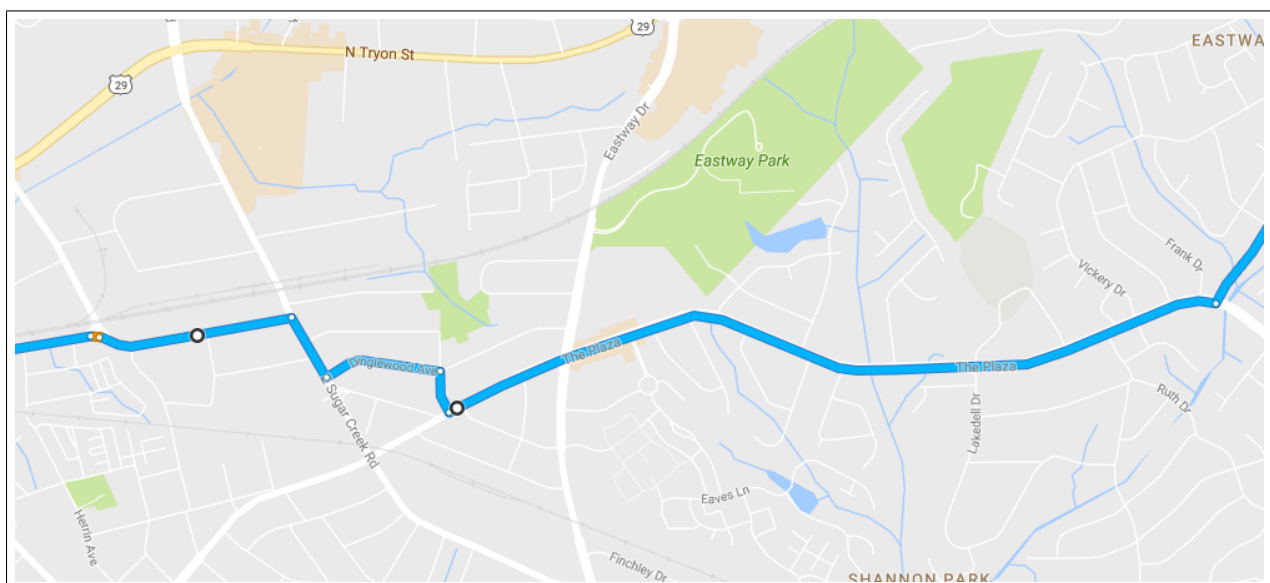 29
N Tryon St
29
EASTWA
Eastway Dr
Eastway Park
Frank Dr
Vickery Dr
The Plaza
Dinglewood Ave
The Plaza
Sugar Creek Rd
Lakedell Dr
Ruth Dr
Eaves Ln
Herrin Ave
Finchley Dr
SHANNON PARK